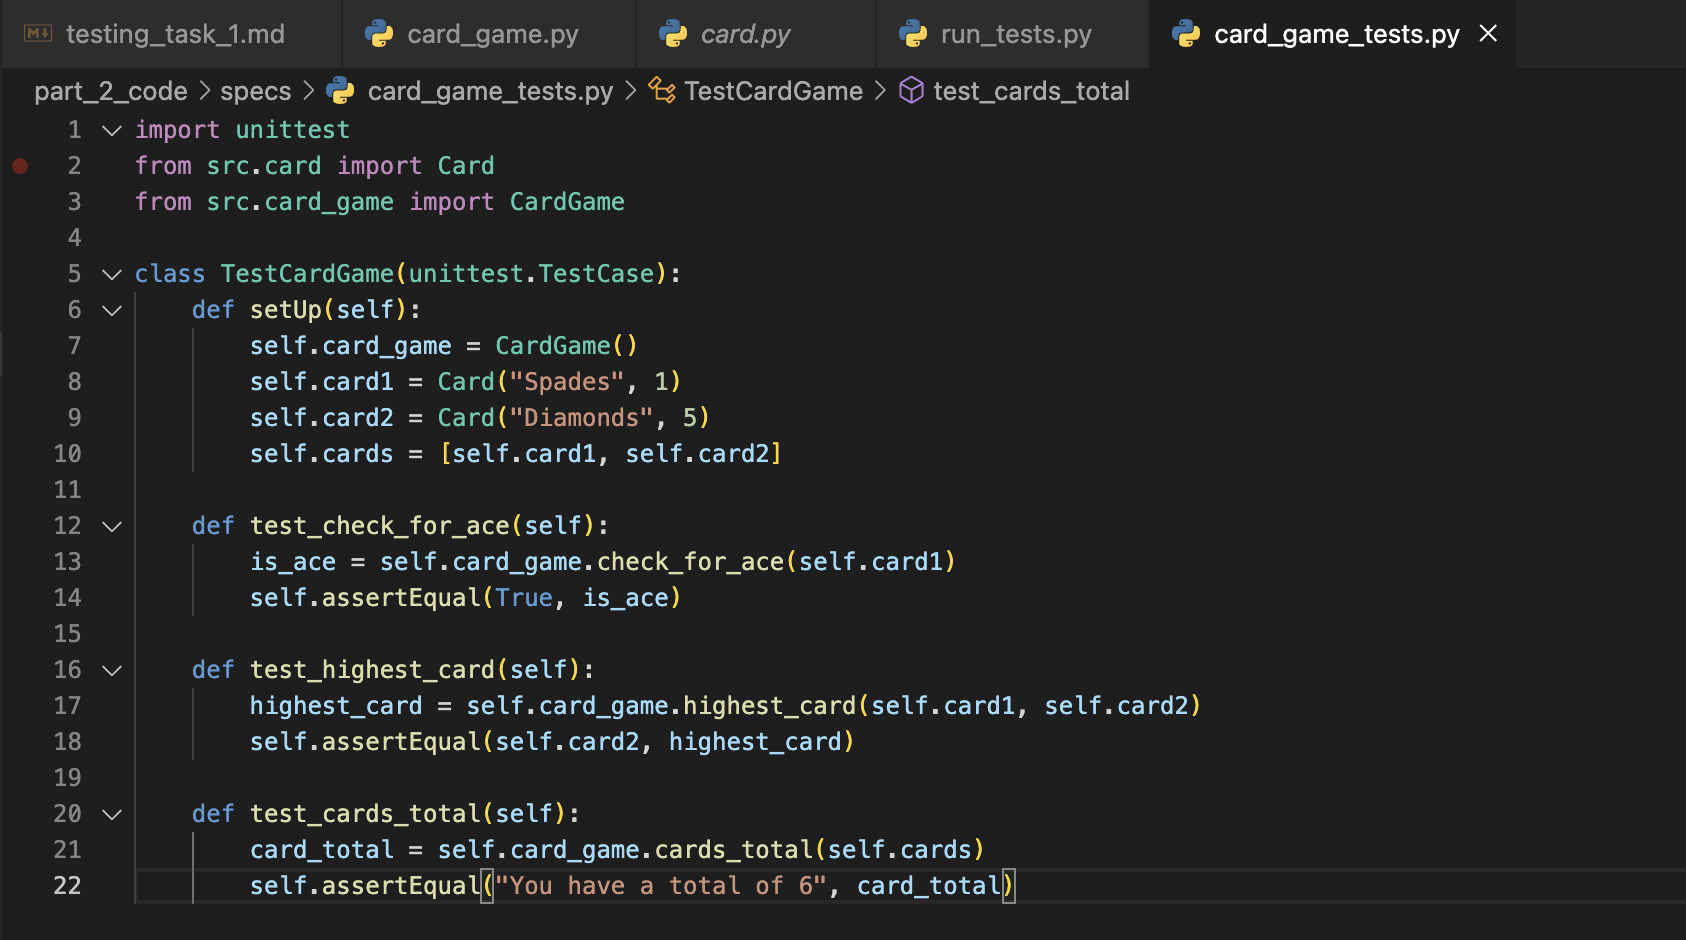 testing_task_1.md card_game.py card.py run_tests.py card_game_tests.py
part_2_code > specs > card_game_tests.py > TestCardGame > test_cards_total
1 import unittest
2 from src.card import Card
3 from src.card_game import CardGame
4
5 class TestCardGame(unittest.TestCase):
6     def setUp(self):
7         self.card_game = CardGame()
8         self.card1 = Card("Spades", 1)
9         self.card2 = Card("Diamonds", 5)
10         self.cards = [self.card1, self.card2]
11
12     def test_check_for_ace(self):
13         is_ace = self.card_game.check_for_ace(self.card1)
14         self.assertEqual(True, is_ace)
15
16     def test_highest_card(self):
17         highest_card = self.card_game.highest_card(self.card1, self.card2)
18         self.assertEqual(self.card2, highest_card)
19
20     def test_cards_total(self):
21         card_total = self.card_game.cards_total(self.cards)
22         self.assertEqual("You have a total of 6", card_total)